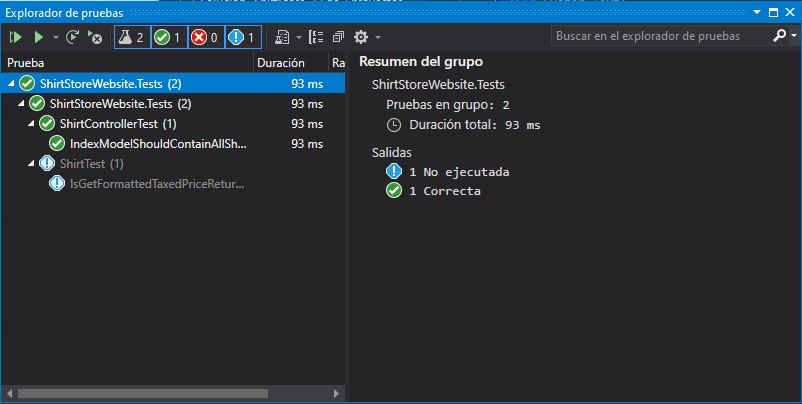 Explorador de pruebas
2 1 0 1
Buscar en el explorador de pruebas
Prueba Duración Ra
ShirtStoreWebsite.Tests (2) 93 ms
ShirtStoreWebsite.Tests (2) 93 ms
ShirtControllerTest (1) 93 ms
IndexModelShouldContainAllSh... 93 ms
ShirtTest (1)
IsGetFormattedTaxedPriceRetur...
Resumen del grupo
ShirtStoreWebsite.Tests
Pruebas en grupo: 2
Duración total: 93 ms
Salidas
1 No ejecutada
1 Correcta